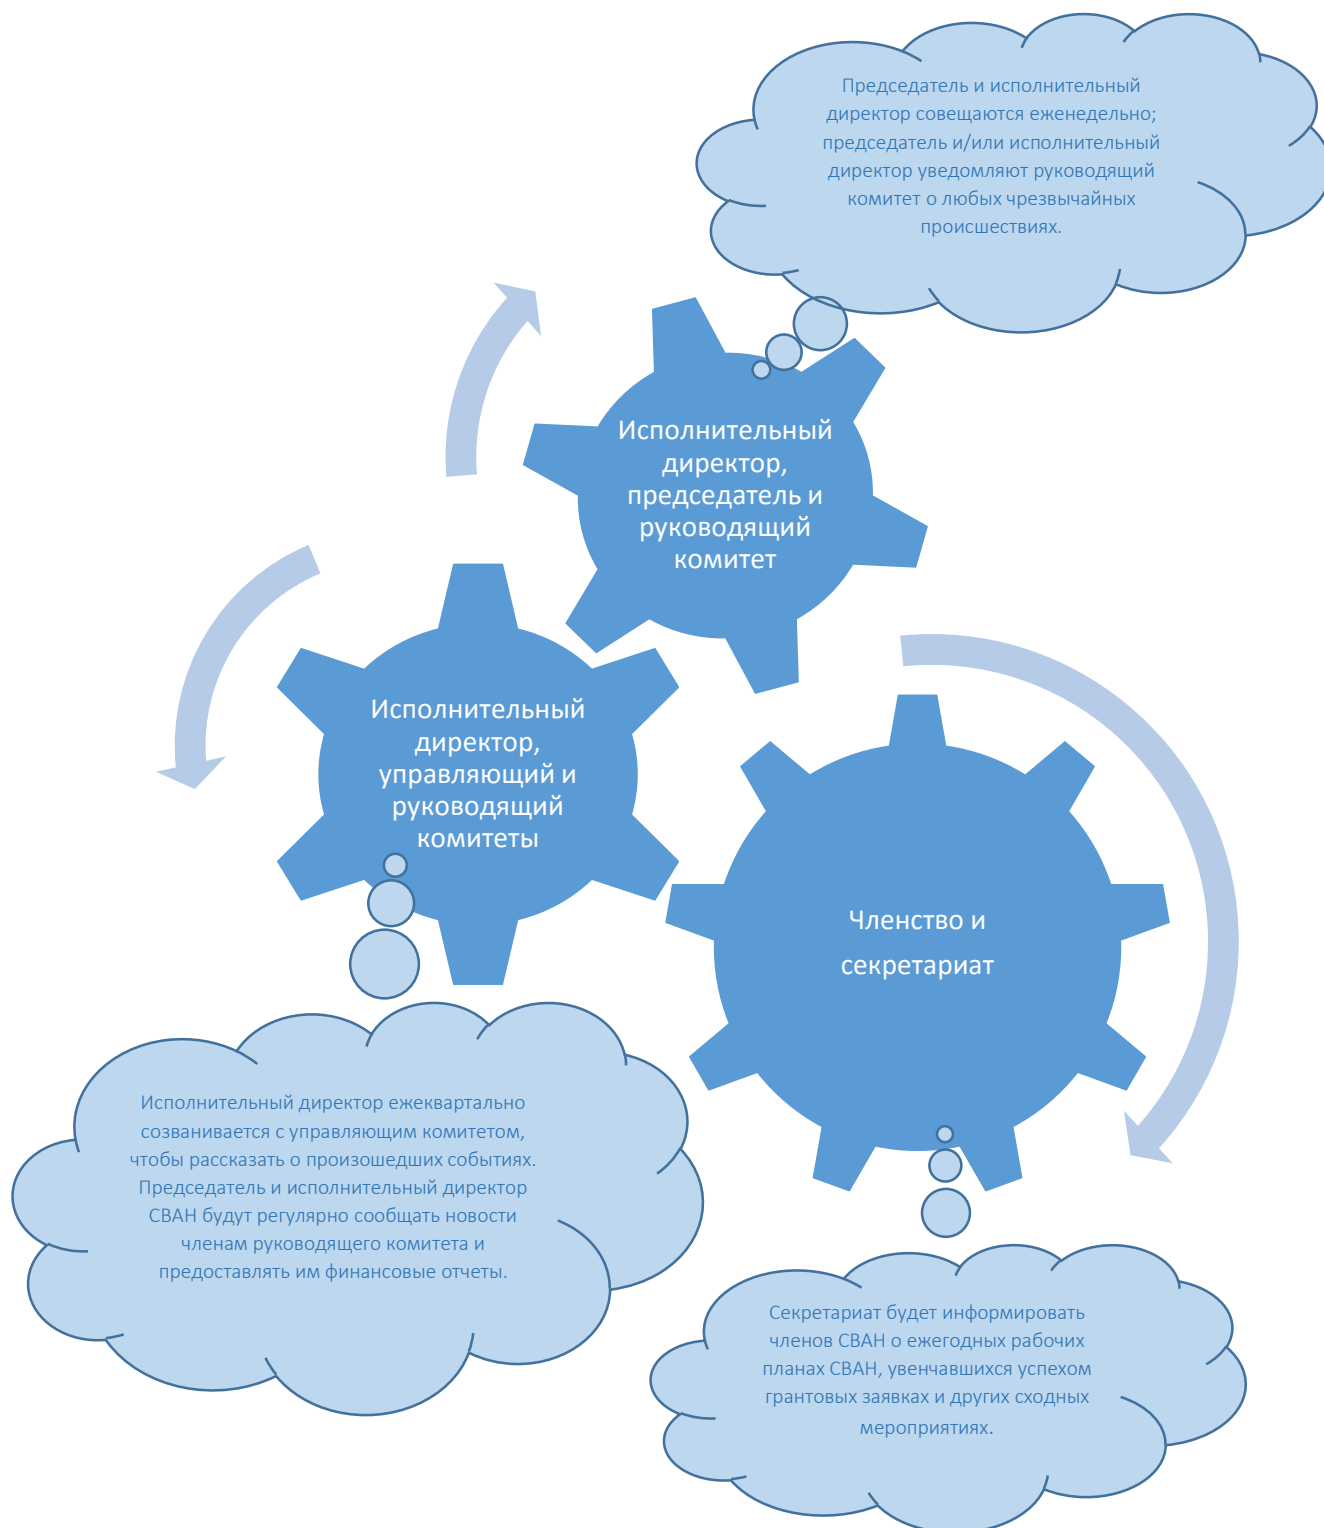 Председатель и исполнительный
директор совещаются еженедельно;
председатель и/или исполнительный
директор уведомляют руководящий
комитет о любых чрезвычайных
происшествиях.
Исполнительный
директор,
председатель и
руководящий
комитет
Исполнительный
директор,
управляющий и
руководящий
комитеты
Членство и
секретариат
Исполнительный директор ежеквартально
созванивается с управляющим комитетом,
чтобы рассказать о произошедших событиях.
Председатель и исполнительный директор
СВАН будут регулярно сообщать новости
членам руководящего комитета и
предоставлять им финансовые отчеты.
Секретариат будет информировать
членов СВАН о ежегодных рабочих
планах СВАН, увенчавшихся успехом
грантовых заявках и других сходных
мероприятиях.